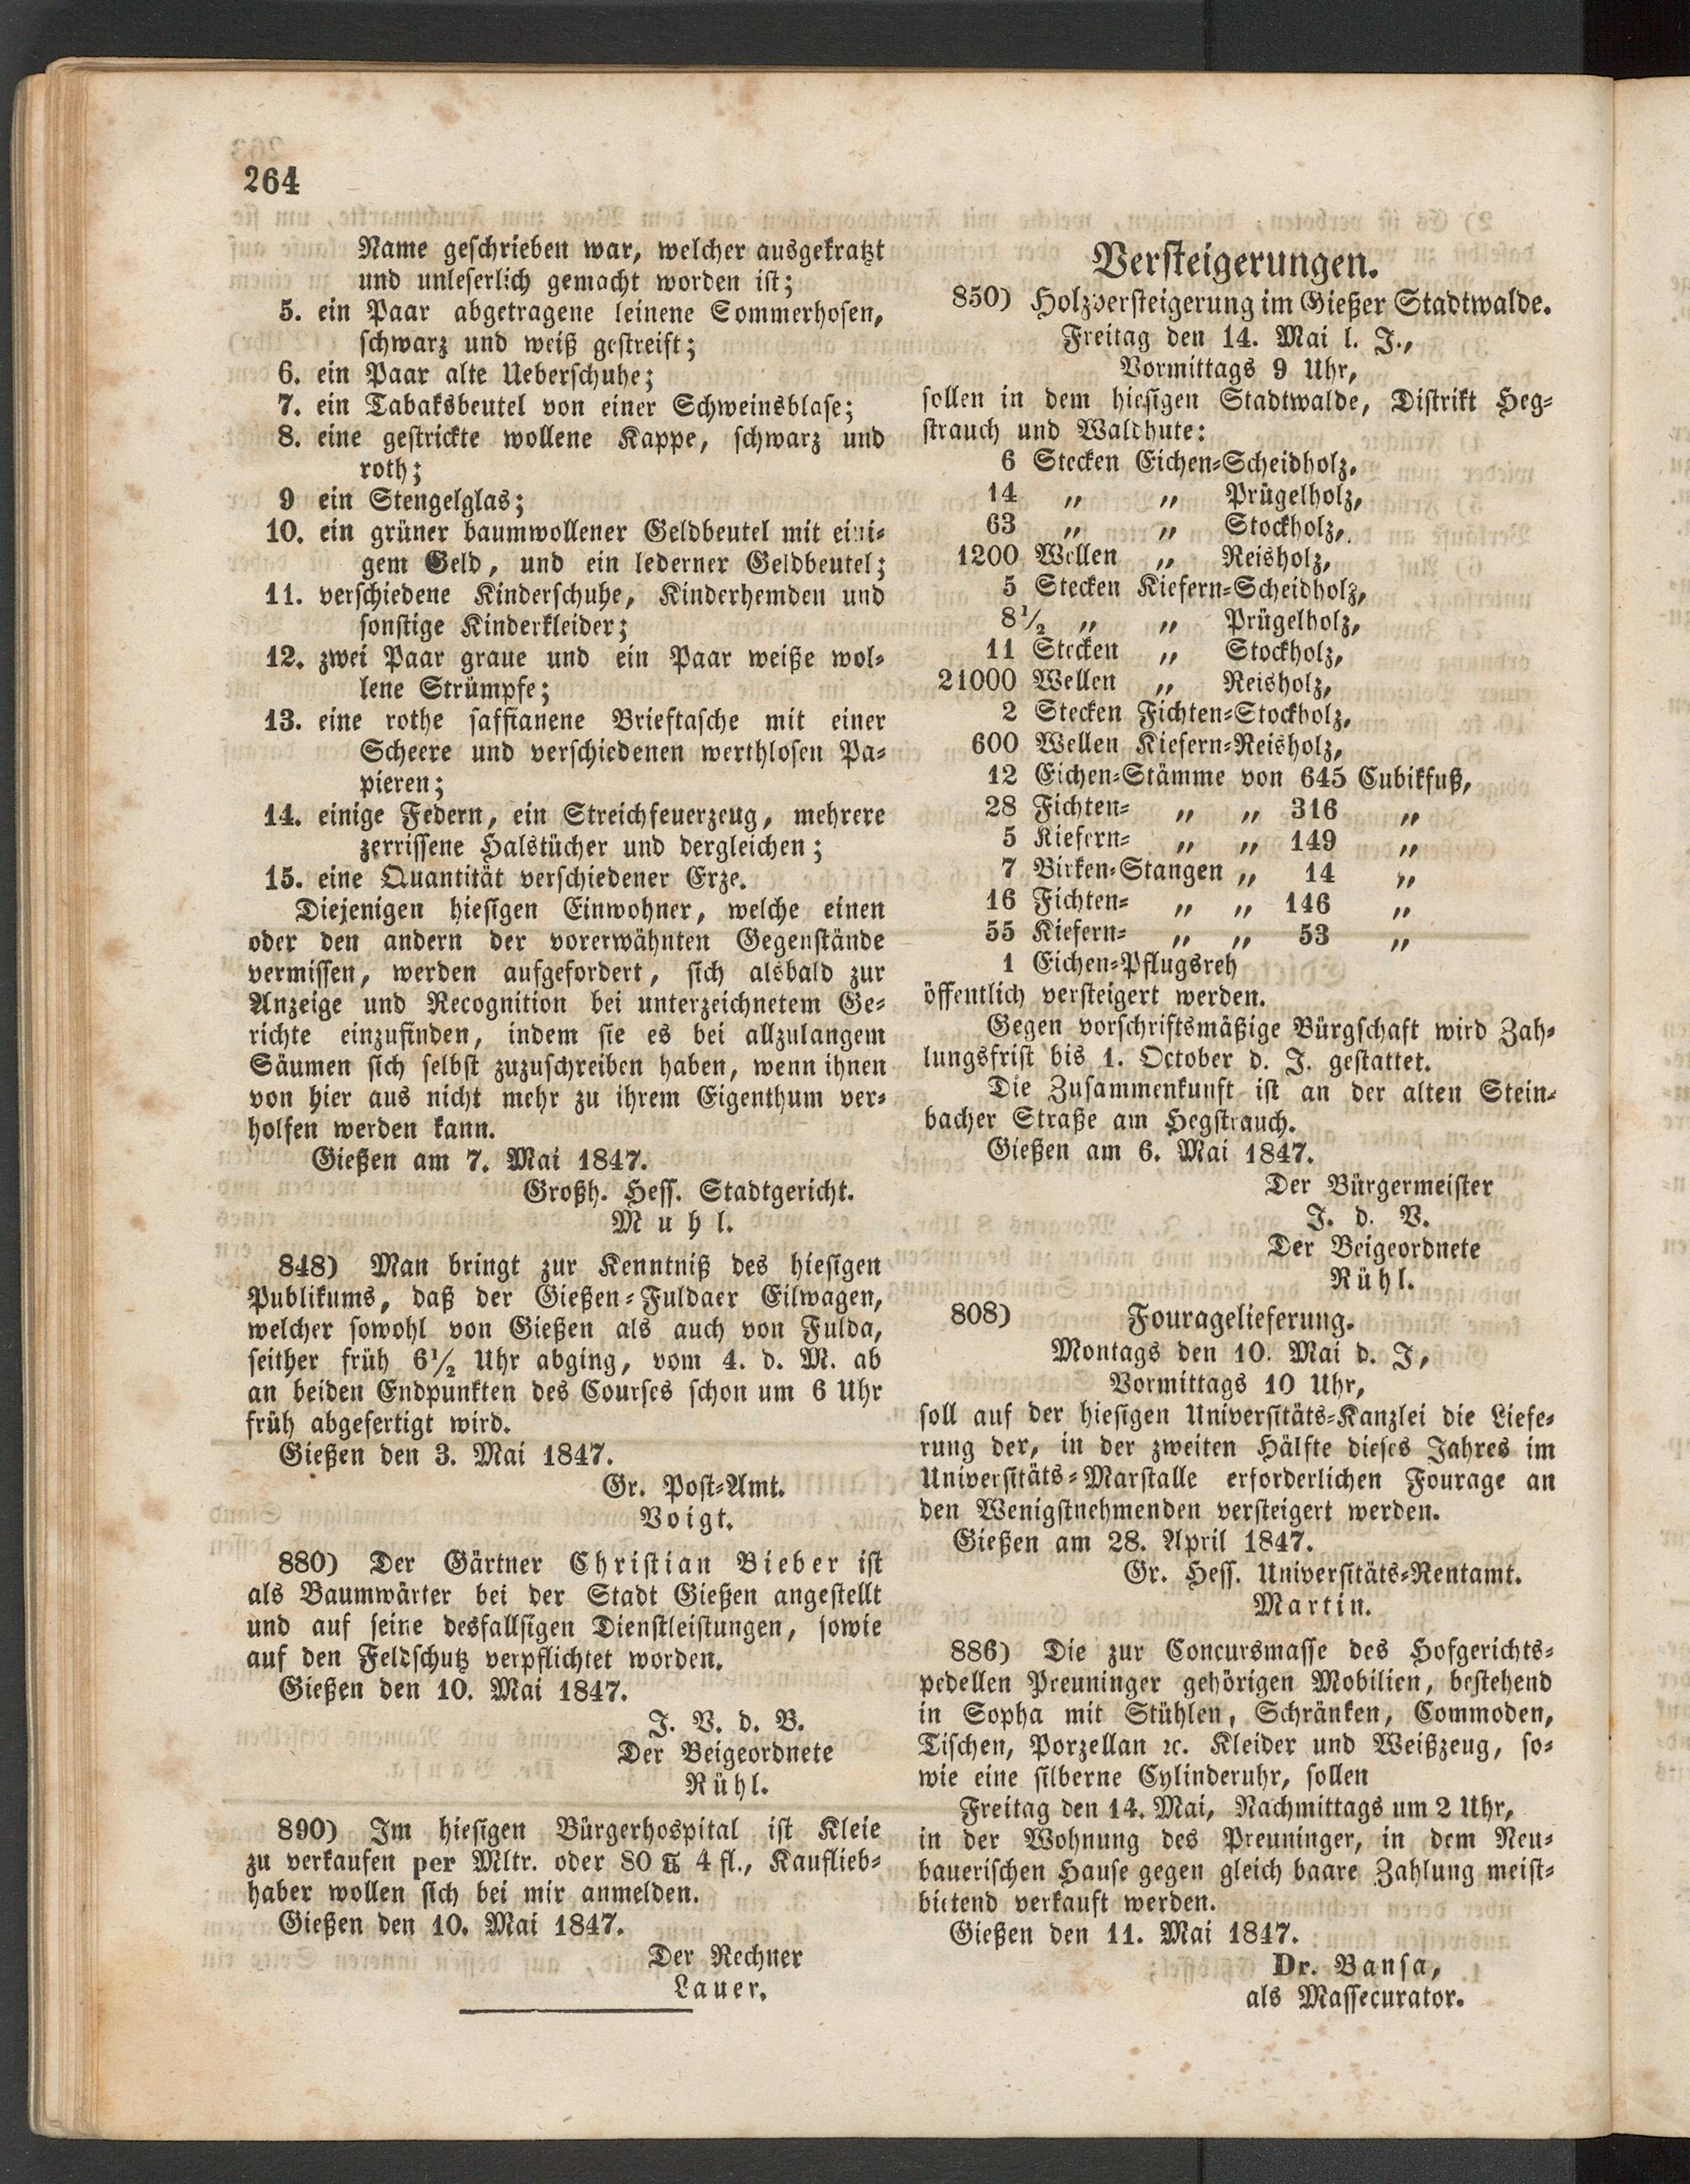 264
Name geschrieben war, welcher ausgekratzt
und unleserlich gemacht worden ist;
5. ein Paar abgetragene leinene Sommerhosen,
schwarz und weiß gestreift;
6. ein Paar alte Ueberschuhe;
7. ein Tabaksbeutel von einer Schweinsblase;
8. eine gestrickte wollene Kappe, schwarz und
roth;
9 ein Stengelglas;
10. ein grüner baumwollener Geldbeutel mit eini-
gem Geld, und ein lederner Geldbeutel;
11. verschiedene Kinderschuhe, Kinderhemden und
sonstige Kinderkleider;
12. zwei Paar graue und ein Paar weiße wol-
lene Strümpfe;
13. eine rothe saffianene Brieftasche mit einer
Scheere und verschiedenen werthlosen Pa-
pieren;
14. einige Federn, ein Streichfeuerzeug, mehrere
zerrissene Halstücher und dergleichen;
15. eine Quantität verschiedener Erze.
Diejenigen hiesigen Einwohner, welche einen
oder den andern der vorerwähnten Gegenstände
vermissen, werden aufgefordert, sich alsbald zur
Anzeige und Recognition bei unterzeichnetem Ge-
richte einzufinden, indem sie es bei allzulangem
Säumen sich selbst zuzuschreiben haben, wenn ihnen
von hier aus nicht mehr zu ihrem Eigenthum ver-
holfen werden kann.
Gießen am 7. Mai 1847.
Großh. Hess. Stadtgericht.
Muhl.
848) Man bringt zur Kenntniß des hiesigen
Publikums, daß der Gießen-Fuldaer Eilwagen,
welcher sowohl von Gießen als auch von Fulda,
seither früh 6½ Uhr abging, vom 4. d. M. ab
an beiden Endpunkten des Courses schon um 6 Uhr
früh abgefertigt wird.
Gießen den 3. Mai 1847.
Gr. Post-Amt.
Voigt.
880) Der Gärtner Christian Bieber ist
als Baumwärter bei der Stadt Gießen angestellt
und auf seine desfallsigen Dienstleistungen, sowie
auf den Feldschutz verpflichtet worden.
Gießen den 10. Mai 1847.
J. V. d. B.
Der Beigeordnete
Rühl.
890) Im hiesigen Bürgerhospital ist Kleie
zu verkaufen per Mltr. oder 80 ℔ 4 fl., Kauflieb-
haber wollen sich bei mir anmelden.
Gießen den 10. Mai 1847.
Der Rechner
Lauer.
Versteigerungen.
850) Holzversteigerung im Gießer Stadtwalde.
Freitag den 14. Mai l. J.,
Vormittags 9 Uhr,
sollen in dem hiesigen Stadtwalde, Distrikt Heg-
strauch und Waldhute:
6 Stecken Eichen-Scheidholz,
14 „ „ Prügelholz,
63 „ „ Stockholz,
1200 Wellen „ Reisholz,
5 Stecken Kiefern-Scheidholz,
8½ „ „ Prügelholz,
11 Stecken „ Stockholz,
21000 Wellen „ Reisholz,
2 Stecken Fichten-Stockholz,
600 Wellen Kiefern-Reisholz,
12 Eichen-Stämme von 645 Cubikfuß,
28 Fichten- „ „ 316 „
5 Kiefern- „ „ 149 „
7 Birken-Stangen „ 14 „
16 Fichten- „ „ 146 „
55 Kiefern- „ „ 53 „
1 Eichen-Pflugsreh
öffentlich versteigert werden.
Gegen vorschriftsmäßige Bürgschaft wird Zah-
lungsfrist bis 1. October d. J. gestattet.
Die Zusammenkunft ist an der alten Stein-
bacher Straße am Hegstrauch.
Gießen am 6. Mai 1847.
Der Bürgermeister
J. d. V.
Der Beigeordnete
Rühl.
808) Fouragelieferung.
Montags den 10. Mai d. J,
Vormittags 10 Uhr,
soll auf der hiesigen Universitäts-Kanzlei die Liefe-
rung der, in der zweiten Hälfte dieses Jahres im
Universitäts-Marstalle erforderlichen Fourage an
den Wenigstnehmenden versteigert werden.
Gießen am 28. April 1847.
Gr. Hess. Universitäts-Rentamt.
Martin.
886) Die zur Concursmasse des Hofgerichts-
pedellen Preuninger gehörigen Mobilien, bestehend
in Sopha mit Stühlen, Schränken, Commoden,
Tischen, Porzellan ꝛc. Kleider und Weißzeug, so-
wie eine silberne Cylinderuhr, sollen
Freitag den 14. Mai, Nachmittags um 2 Uhr,
in der Wohnung des Preuninger, in dem Neu-
bauerischen Hause gegen gleich baare Zahlung meist-
bietend verkauft werden.
Gießen den 11. Mai 1847.
Dr. Bansa,
als Massecurator.